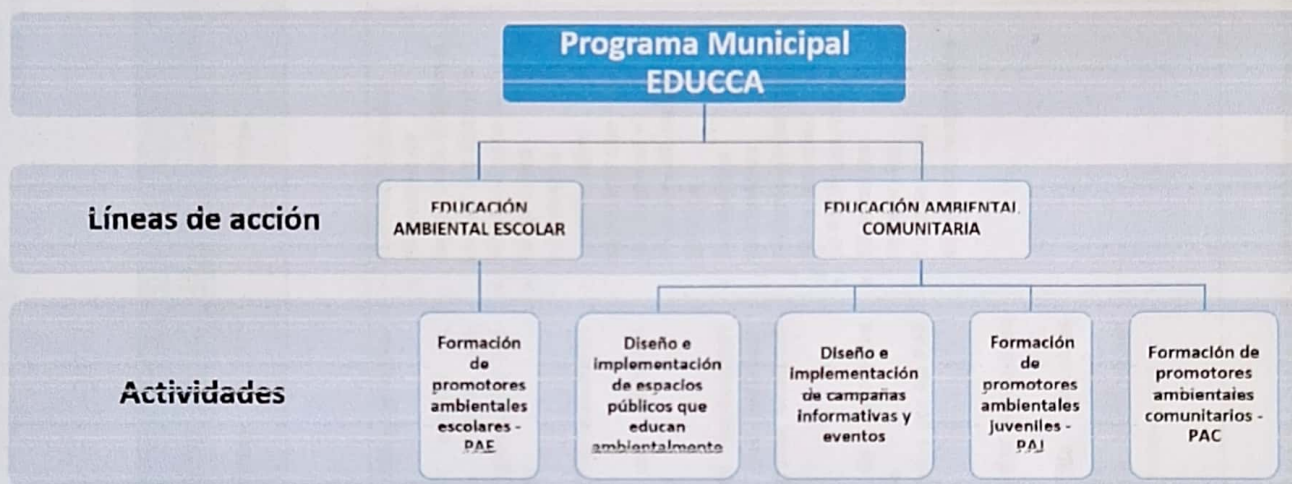 Programa Municipal
EDUCCA
Líneas de acción
EDUCACIÓN
AMBIENTAL ESCOLAR
EDUCACIÓN AMBIENTAL
COMUNITARIA
Actividades
Formación
de
promotores
ambientales
escolares -
PAE
Diseño e
implementación
de espacios
públicos que
educan
ambientalmente
Diseño e
implementación
de campañas
informativas y
eventos
Formación
de
promotores
ambientales
juveniles -
PAJ
Formación de
promotores
ambientales
comunitarios -
PAC